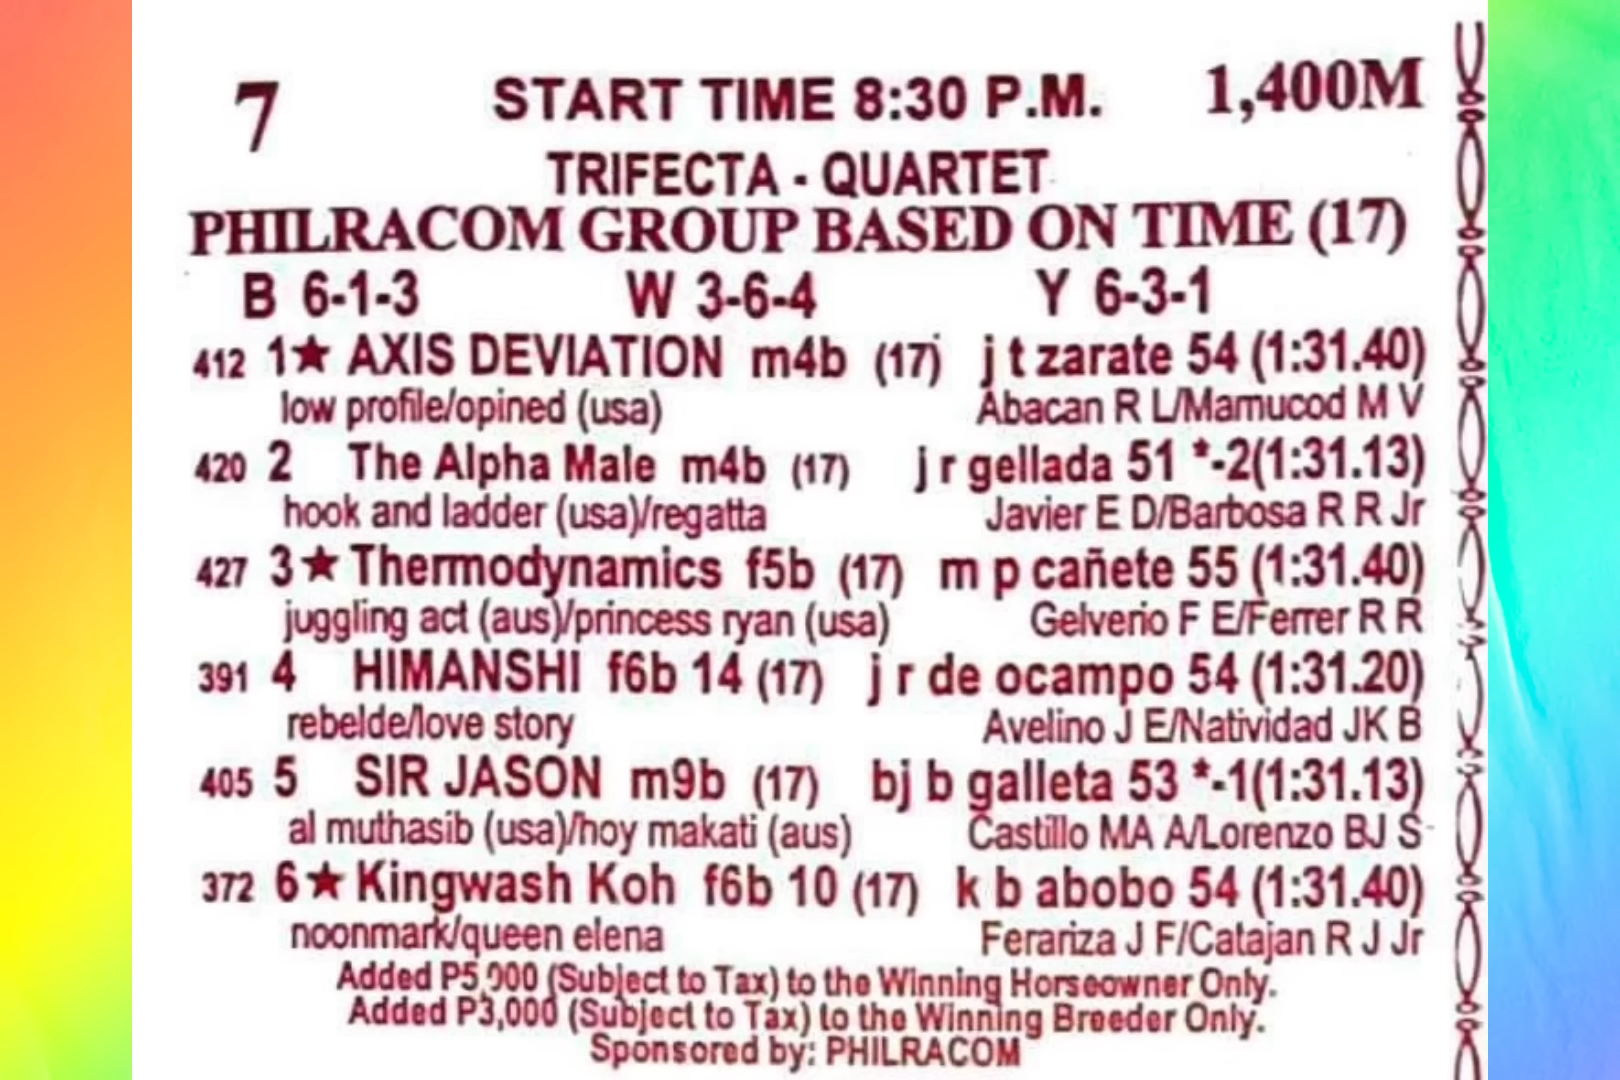 7 START TIME 8:30 P.M. 1,400M
TRIFECTA - QUARTET
PHILRACOM GROUP BASED ON TIME (17)
B 6-1-3 W 3-6-4 Y 6-3-1
412 1★ AXIS DEVIATION m4b (17) j t zarate 54 (1:31.40)
low profile/opined (usa) Abacan R L/Mamucod M V
420 2 The Alpha Male m4b (17) j r gellada 51 *-2(1:31.13)
hook and ladder (usa)/regatta Javier E D/Barbosa R R Jr
427 3★ Thermodynamics f5b (17) m p cañete 55 (1:31.40)
juggling act (aus)/princess ryan (usa) Gelverio F E/Ferrer R R
391 4 HIMANSHI f6b 14 (17) j r de ocampo 54 (1:31.20)
rebelde/love story Avelino J E/Natividad JK B
405 5 SIR JASON m9b (17) bj b galleta 53 *-1(1:31.13)
al muthasib (usa)/hoy makati (aus) Castillo MA A/Lorenzo BJ S
372 6★ Kingwash Koh f6b 10 (17) k b abobo 54 (1:31.40)
noonmark/queen elena Ferariza J F/Catajan R J Jr
Added P5,000 (Subject to Tax) to the Winning Horseowner Only.
Added P3,000 (Subject to Tax) to the Winning Breeder Only.
Sponsored by: PHILRACOM